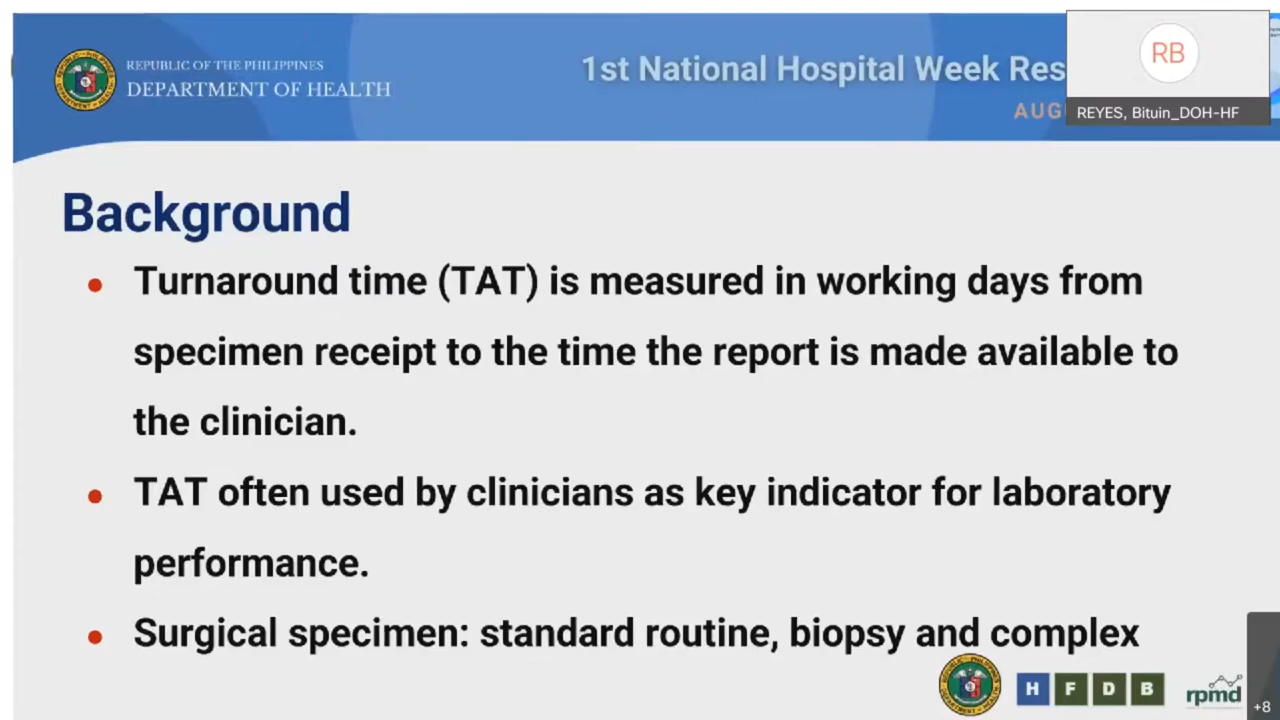 REPUBLIC OF THE PHILIPPINES
DEPARTMENT OF HEALTH
1st National Hospital Week Res
AUG
RB
REYES, Bituin_DOH-HF
Background
• Turnaround time (TAT) is measured in working days from
specimen receipt to the time the report is made available to
the clinician.
• TAT often used by clinicians as key indicator for laboratory
performance.
• Surgical specimen: standard routine, biopsy and complex
H F D B
rpmd
+8